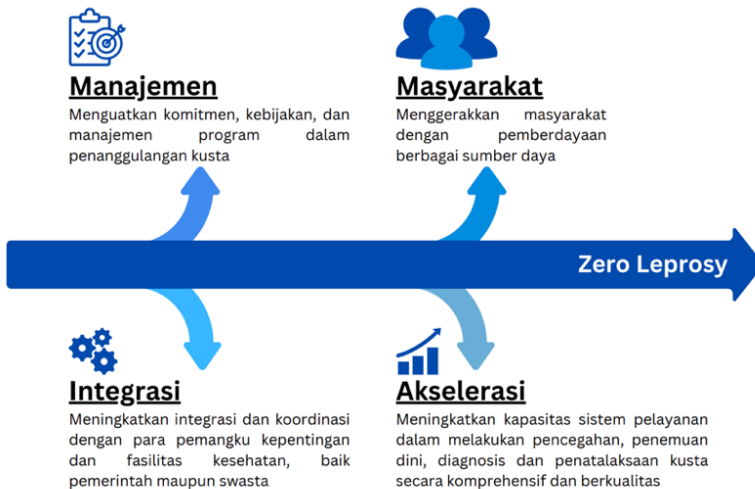 Manajemen
Menguatkan komitmen, kebijakan, dan
manajemen program dalam
penanggulangan kusta
Masyarakat
Menggerakkan masyarakat
dengan pemberdayaan
berbagai sumber daya
Zero Leprosy
Integrasi
Meningkatkan integrasi dan koordinasi
dengan para pemangku kepentingan
dan fasilitas kesehatan, baik
pemerintah maupun swasta
Akselerasi
Meningkatkan kapasitas sistem pelayanan
dalam melakukan pencegahan, penemuan
dini, diagnosis dan penatalaksaan kusta
secara komprehensif dan berkualitas